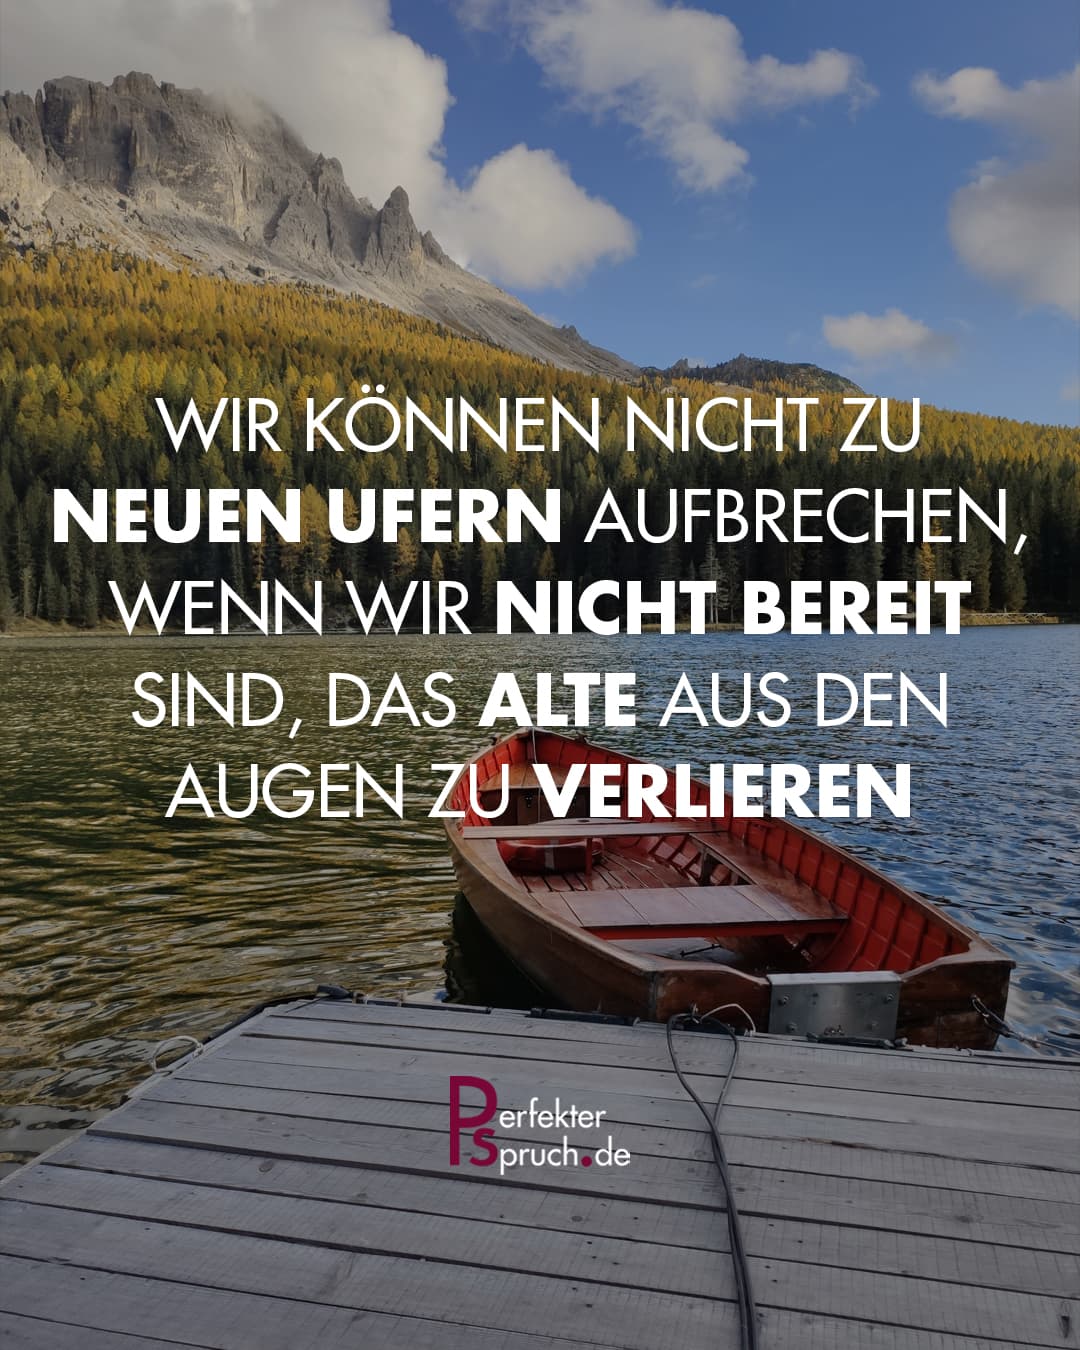 WIR KÖNNEN NICHT ZU
NEUEN UFERN AUFBRECHEN,
WENN WIR NICHT BEREIT
SIND, DAS ALTE AUS DEN
AUGEN ZU VERLIEREN
Perfekter
Spruch.de